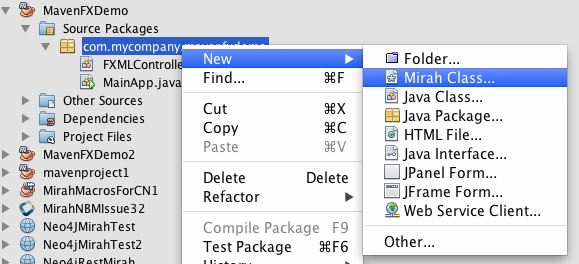 MavenFXDemo
Source Packages
com.mycompany.mavenfxdemo
FXMLControlle
MainApp.java
Other Sources
Dependencies
Project Files
MavenFXDemo2
mavenproject1
MirahMacrosForCN1
MirahNBMIssue32
Neo4JMirahTest
Neo4jMirahTest2
Neo4jRestMirah
New
Find... ⌘F
Cut ⌘X
Copy ⌘C
Paste ⌘V
Delete Delete
Refactor
Compile Package F9
Test Package ⌘F6
History
Folder...
Mirah Class...
Java Class...
Java Package...
HTML File...
Java Interface...
JPanel Form...
JFrame Form...
Web Service Client...
Other...